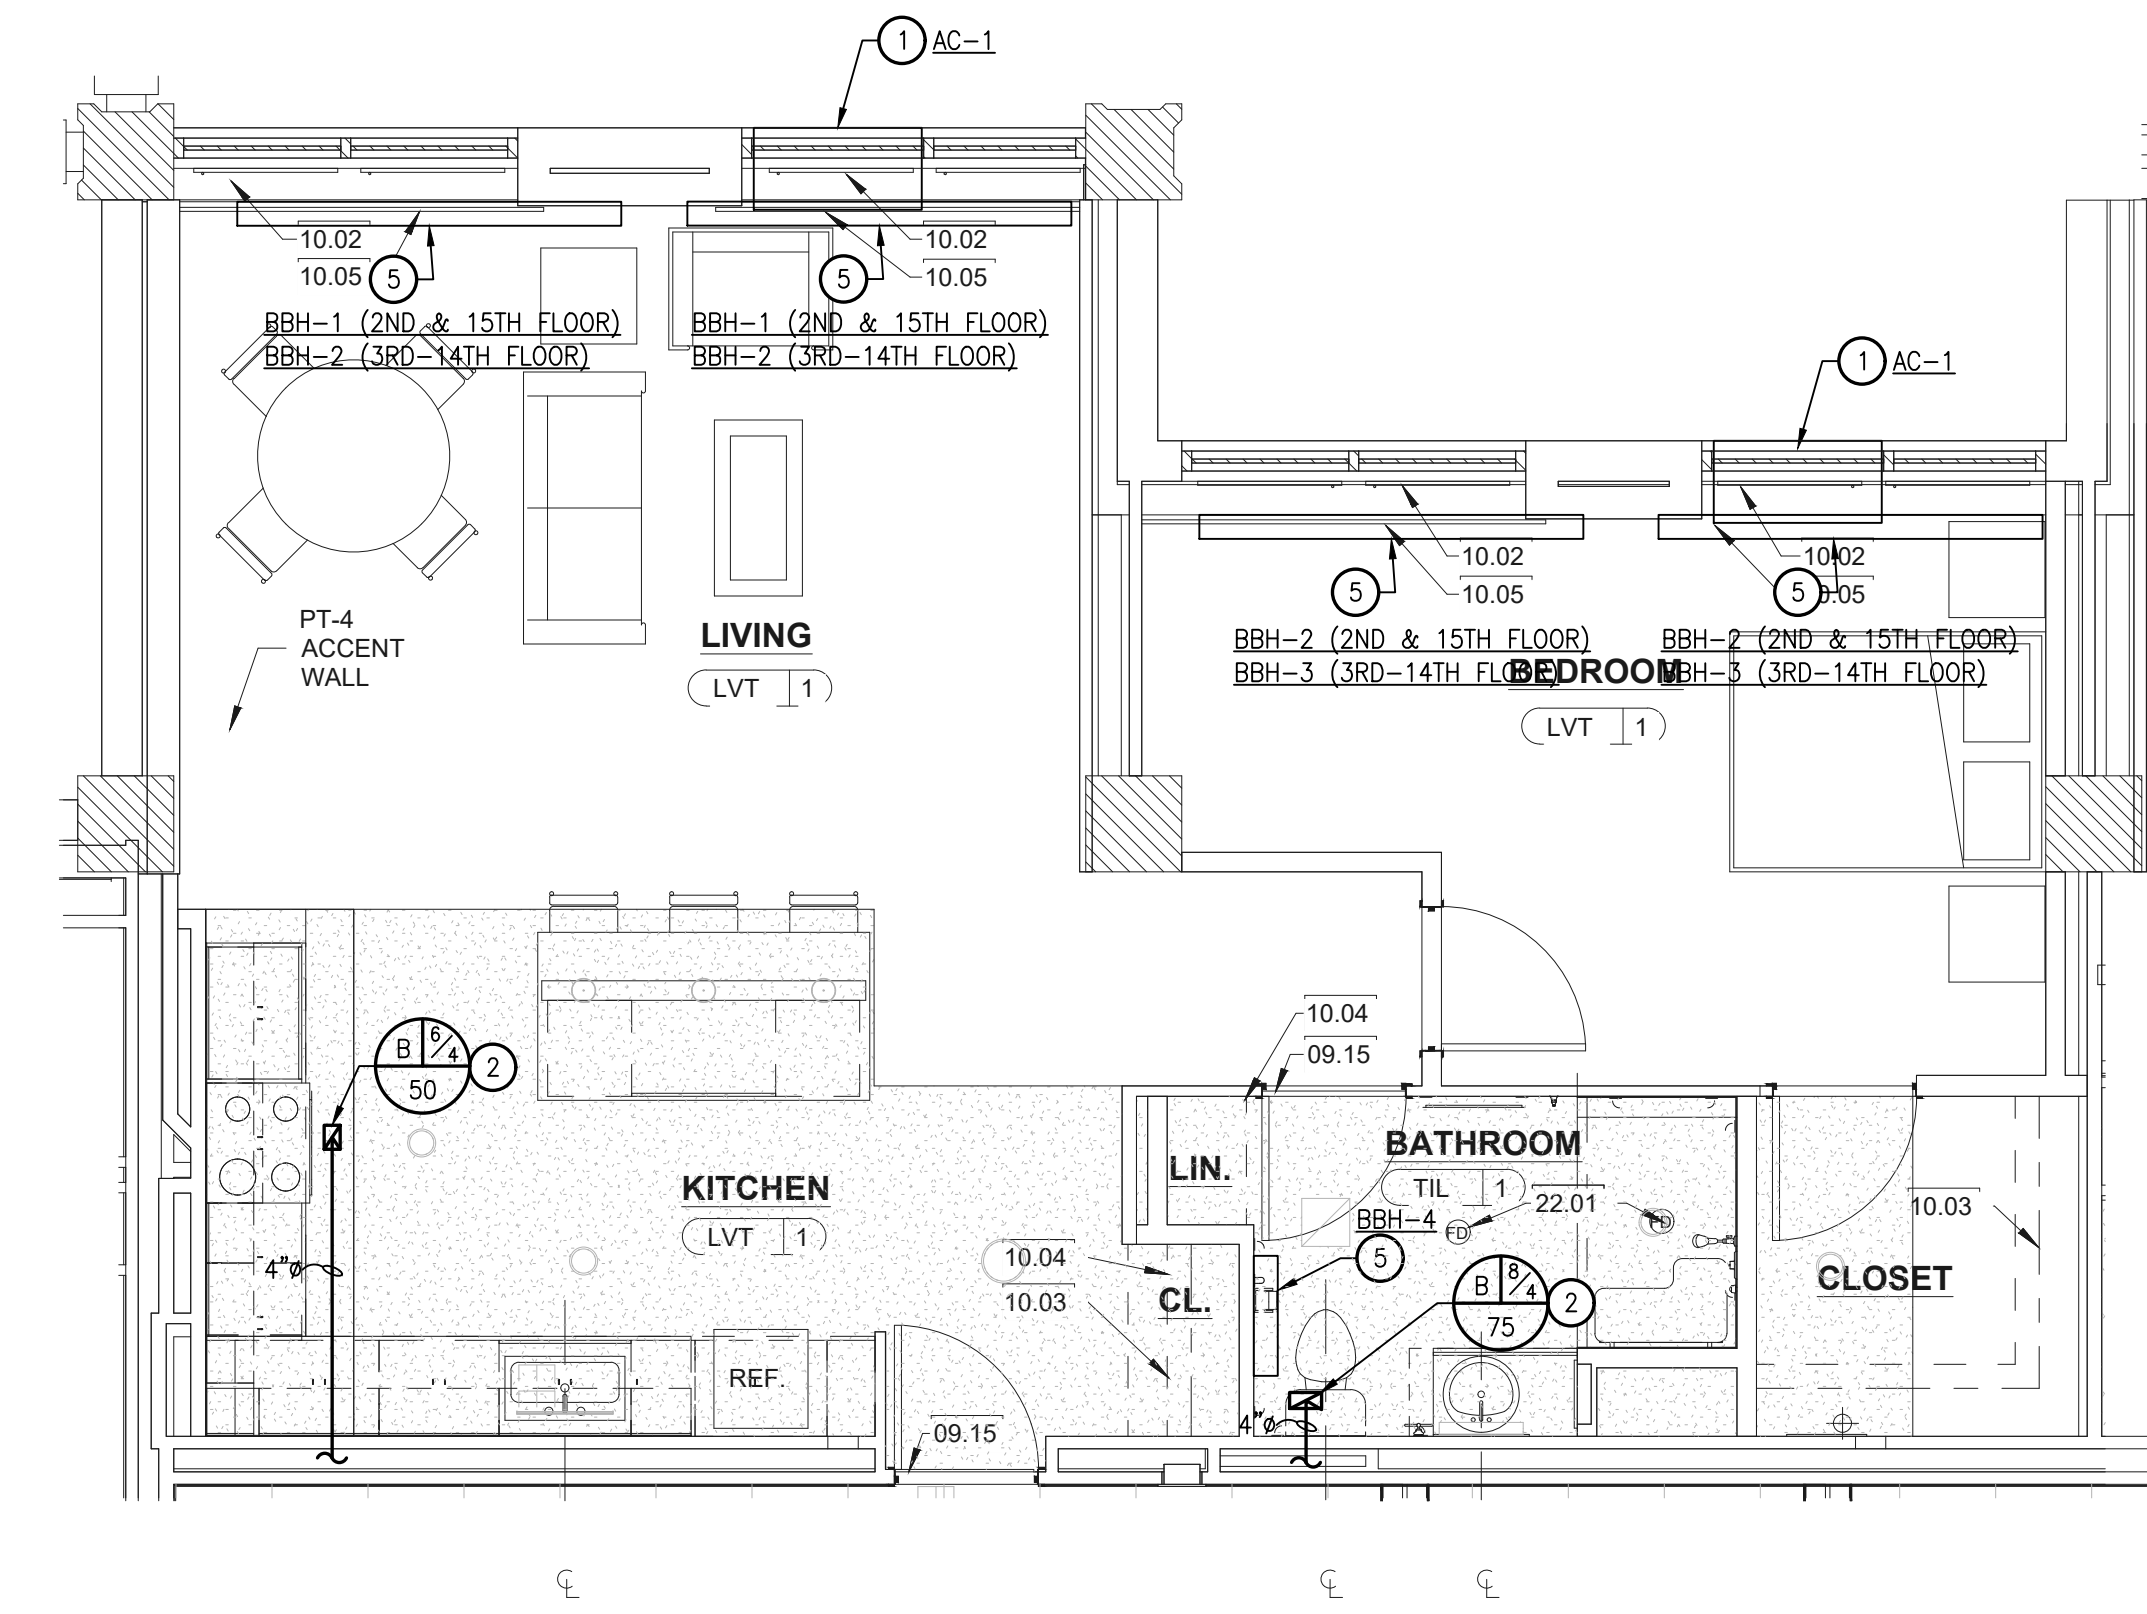 1 AC-1
10.02
10.05
5
BBH-1 (2ND & 15TH FLOOR)
BBH-2 (3RD-14TH FLOOR)
10.02
10.05
5
BBH-1 (2ND & 15TH FLOOR)
BBH-2 (3RD-14TH FLOOR)
1 AC-1
10.02
10.05
5
BBH-2 (2ND & 15TH FLOOR)
BBH-3 (3RD-14TH FLOOR)
10.02
5
BBH-2 (2ND & 15TH FLOOR)
BBH-3 (3RD-14TH FLOOR)
PT-4
ACCENT
WALL
LIVING
LVT 1
BEDROOM
LVT 1
10.04
09.15
B 6/4
50
2
KITCHEN
LVT 1
4"ø
LIN.
BATHROOM
TIL 1
22.01
FD
FD
BBH-4
5
B 8/4
75
2
10.03
CLOSET
10.04
10.03
CL.
REF.
09.15
4"ø
℄
℄
℄